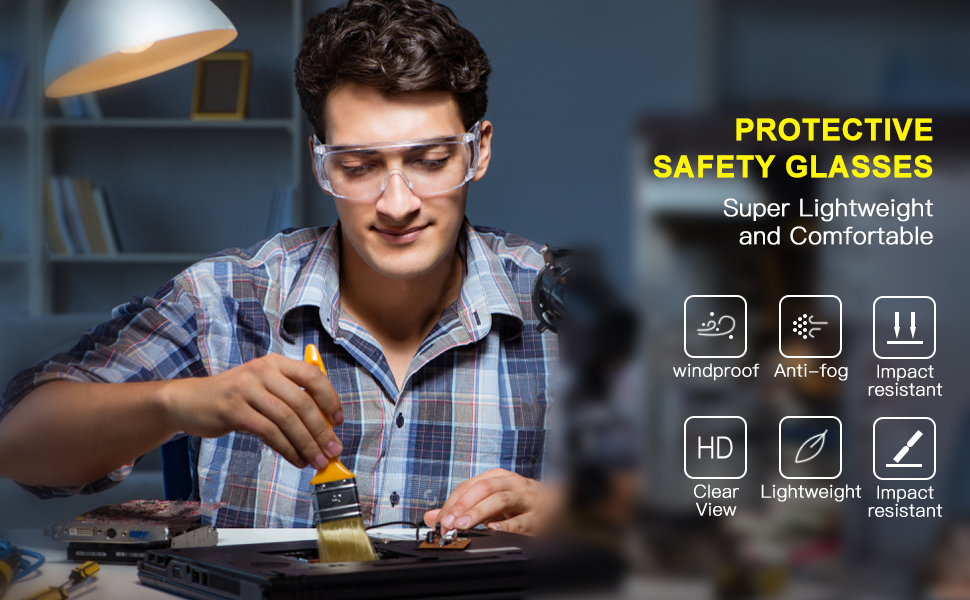 PROTECTIVE
SAFETY GLASSES
Super Lightweight
and Comfortable
windproof
Anti-fog
Impact
resistant
HD
Clear
View
Lightweight
Impact
resistant